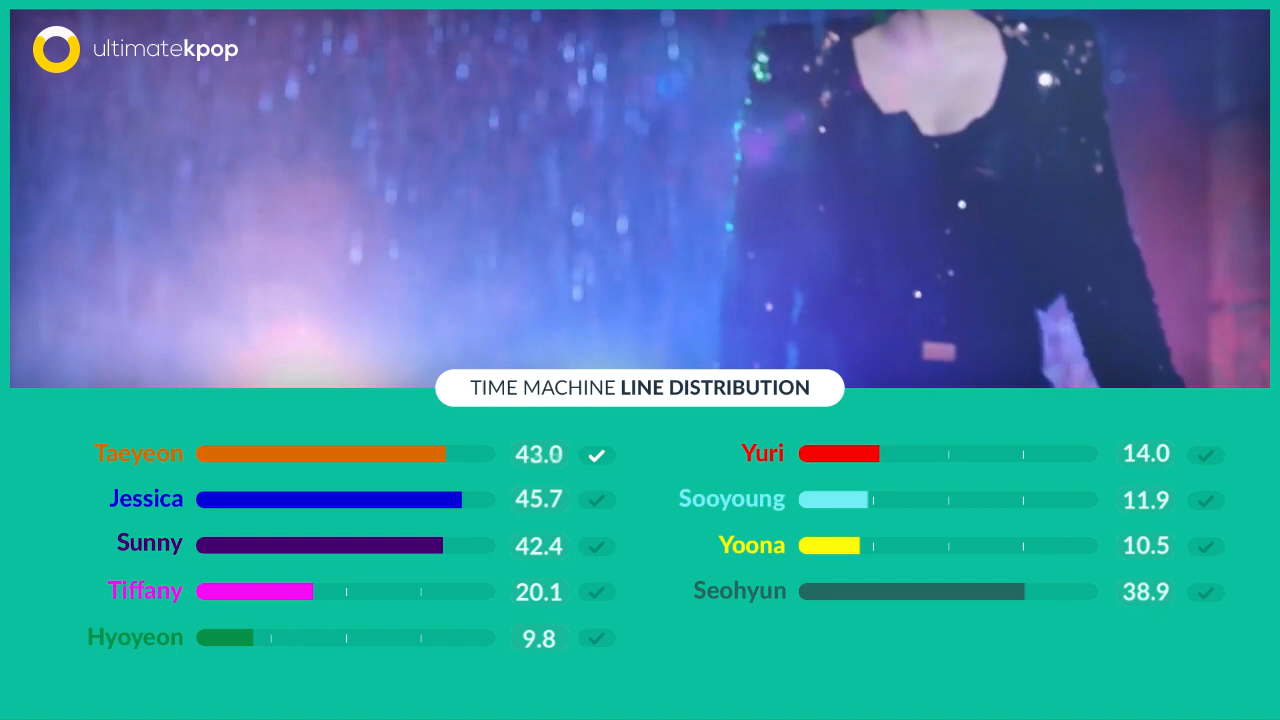 ultimatekpop
TIME MACHINE LINE DISTRIBUTION
Taeyeon 43.0
Jessica 45.7
Sunny 42.4
Tiffany 20.1
Hyoyeon 9.8
Yuri 14.0
Sooyoung 11.9
Yoona 10.5
Seohyun 38.9